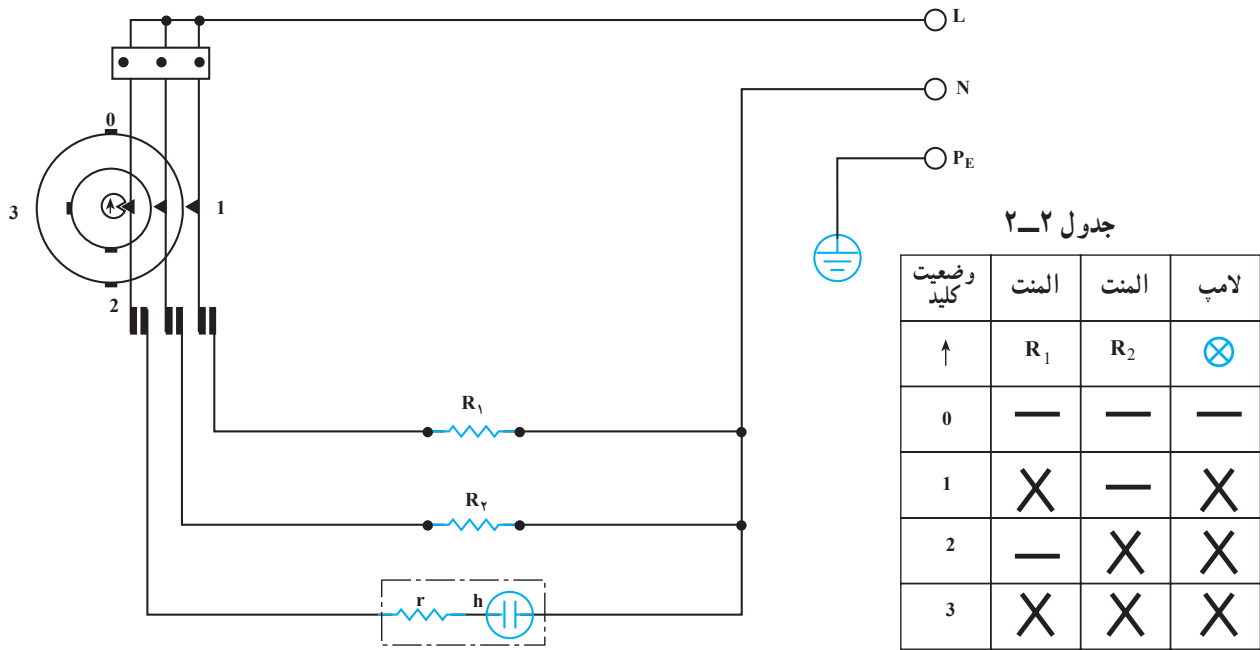 L
N
PE
0
3
1
2
R۱
R۲
r h
جدول ۲ــ۲
وضعیت کلید المنت المنت لامپ
↑ R1 R2
0 — — —
1 X — X
2 — X X
3 X X X